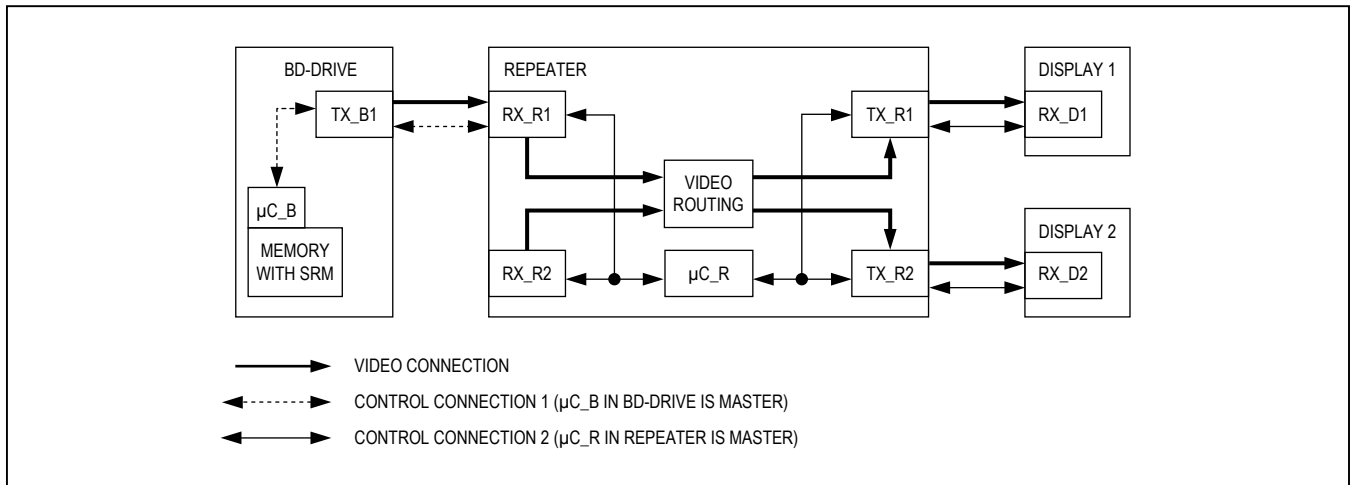 BD-DRIVE
TX_B1
µC_B
MEMORY
WITH SRM
REPEATER
RX_R1
RX_R2
VIDEO
ROUTING
µC_R
TX_R1
TX_R2
DISPLAY 1
RX_D1
DISPLAY 2
RX_D2
VIDEO CONNECTION
CONTROL CONNECTION 1 (µC_B IN BD-DRIVE IS MASTER)
CONTROL CONNECTION 2 (µC_R IN REPEATER IS MASTER)